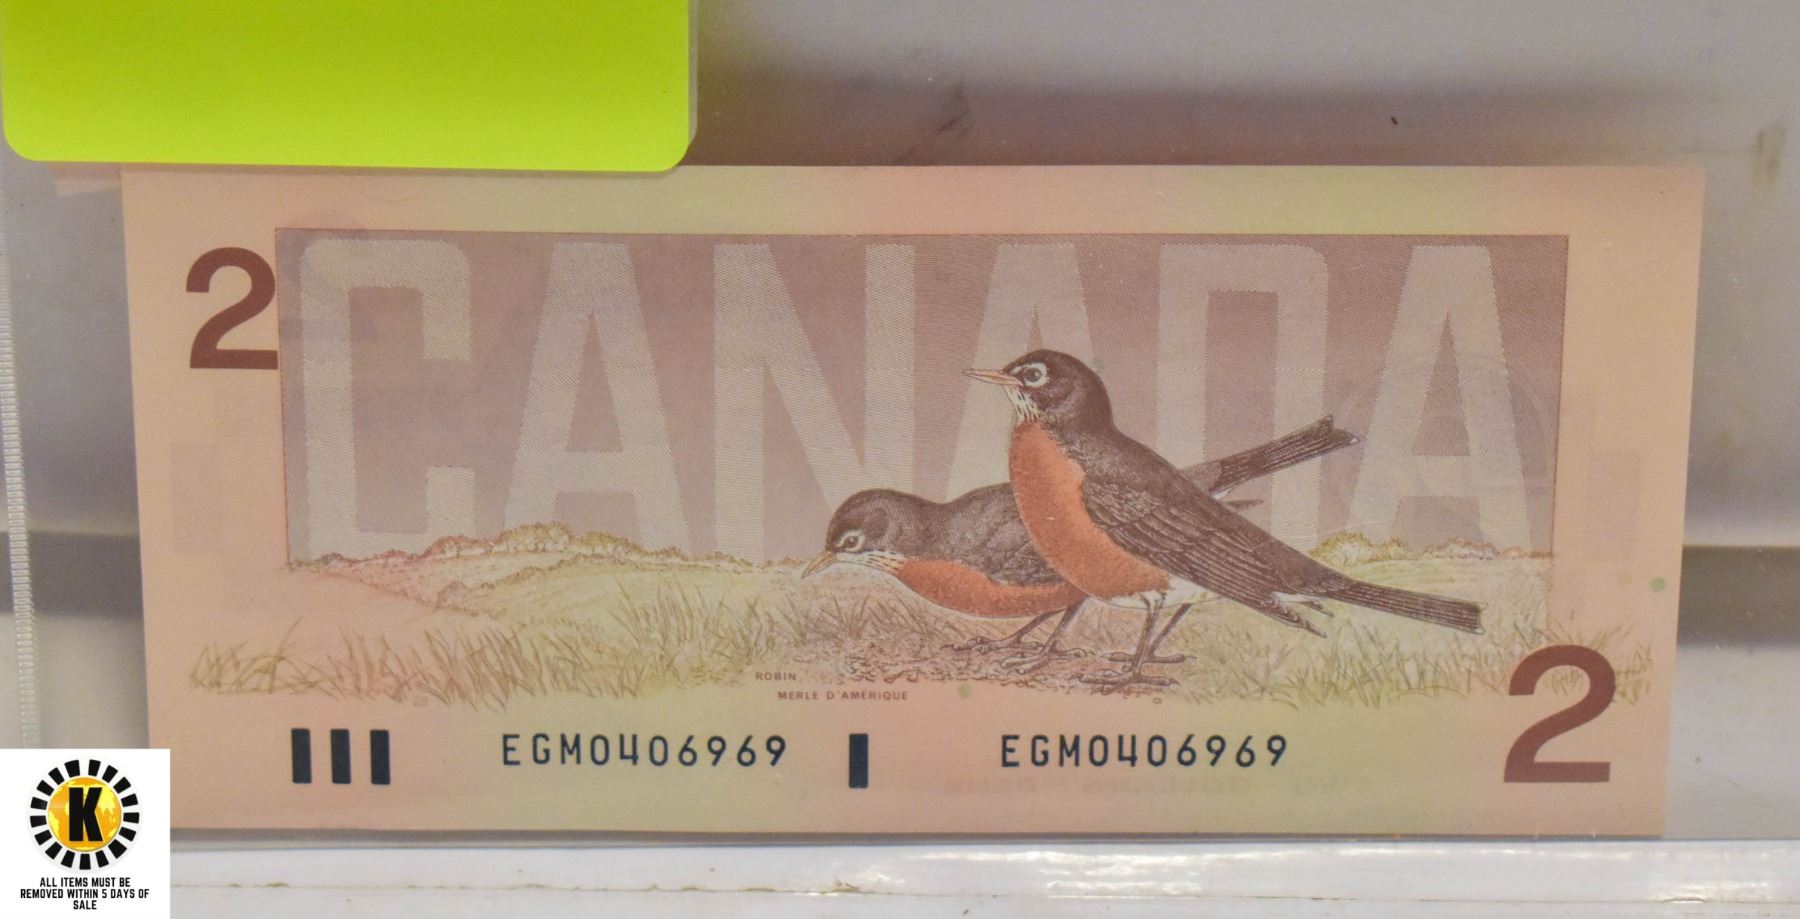 2
CANADA
ROBIN
MERLE D'AMÉRIQUE
EGM0406969
EGM0406969
2
K
ALL ITEMS MUST BE
REMOVED WITHIN 5 DAYS OF
SALE